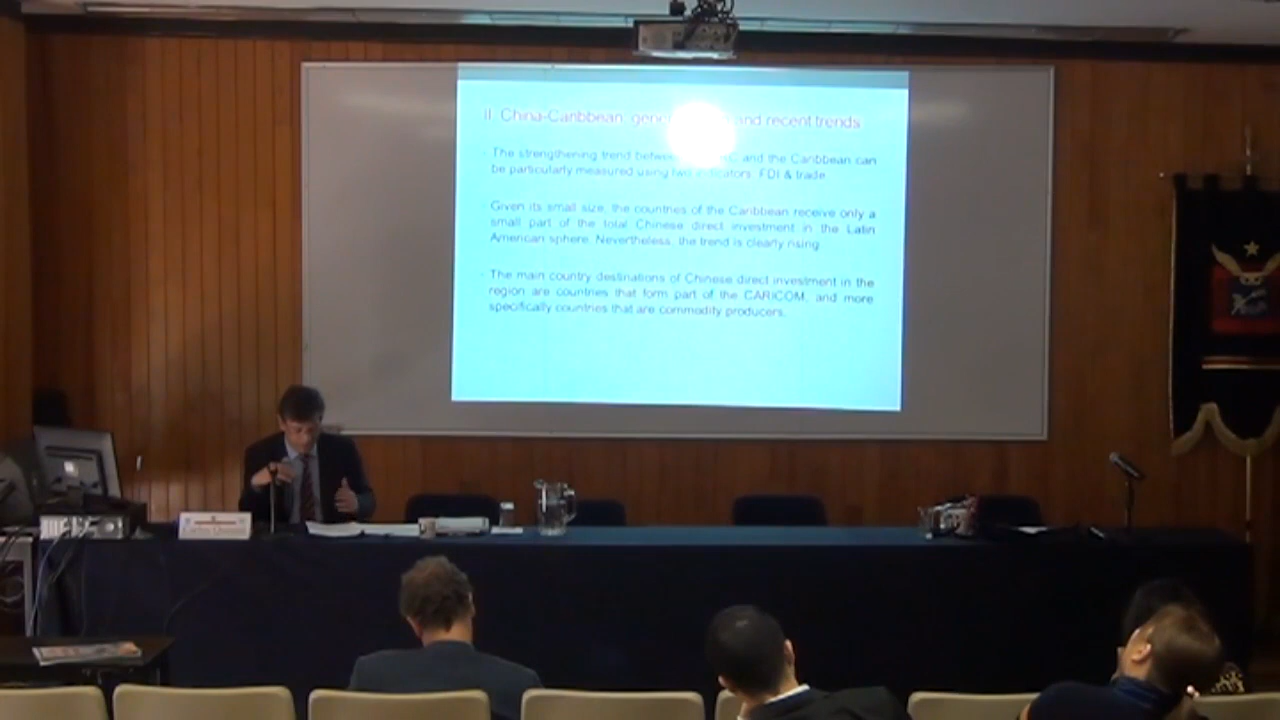 II. China-Caribbean, and recent trends
- The strengthening trend and the Caribbean can
be particularly measured using two indicators: FDI & trade.
- Given its small size, the countries of the Caribbean receive only a
small part of the total Chinese direct investment in the Latin
American sphere. Nevertheless, the trend is clearly rising.
- The main country destinations of Chinese direct investment in the
region are countries that form part of the CARICOM, and more
specifically countries that are commodity producers.